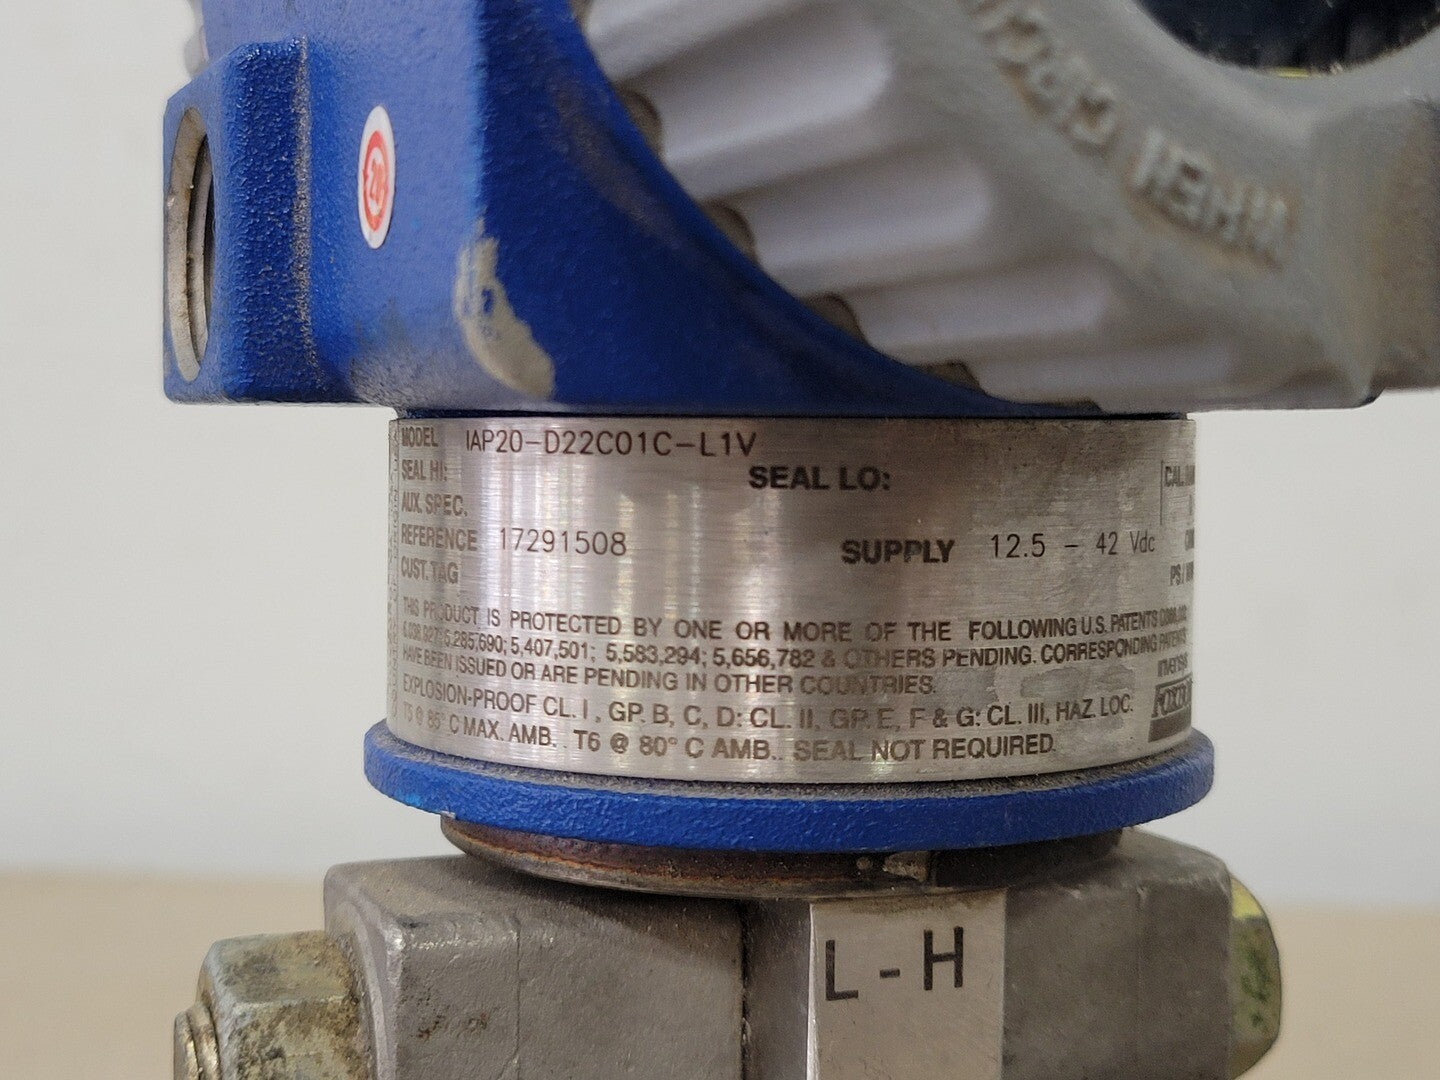 MODEL IAP20-D22C01C-L1V
SEAL HI: SEAL LO:
AUX. SPEC.
REFERENCE 17291508 SUPPLY 12.5 - 42 Vdc
CUST. TAG
THIS PRODUCT IS PROTECTED BY ONE OR MORE OF THE FOLLOWING U.S. PATENTS
5,285,690; 5,407,501; 5,583,294; 5,656,782 & OTHERS PENDING. CORRESPONDING PATENTS
HAVE BEEN ISSUED OR ARE PENDING IN OTHER COUNTRIES.
EXPLOSION-PROOF CL. I , GP. B, C, D: CL. II, GP. E, F & G: CL. III, HAZ. LOC.
T5 @ 85° C MAX. AMB. . T6 @ 80° C AMB.. SEAL NOT REQUIRED.
L-H